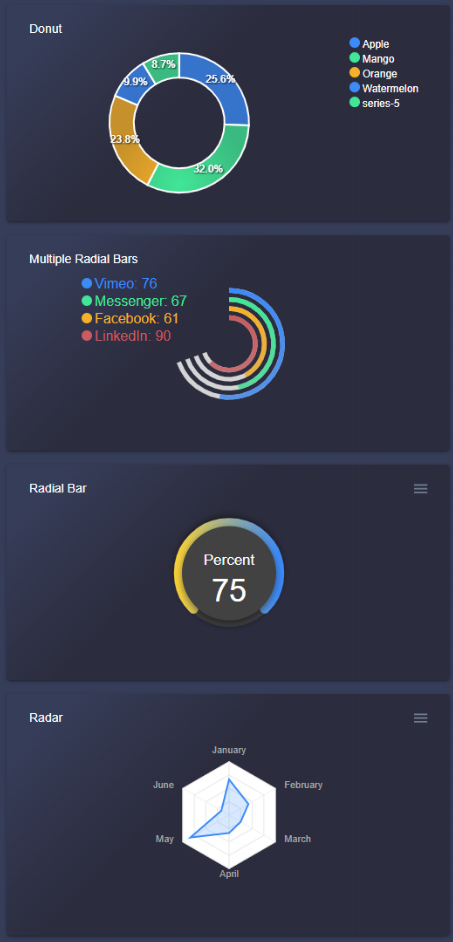 Donut
8.7%
25.6%
9.9%
23.8%
32.0%
Apple
Mango
Orange
Watermelon
series-5
Multiple Radial Bars
Vimeo: 76
Messenger: 67
Facebook: 61
LinkedIn: 90
Radial Bar
Percent
75
Radar
January
June
February
May
March
April